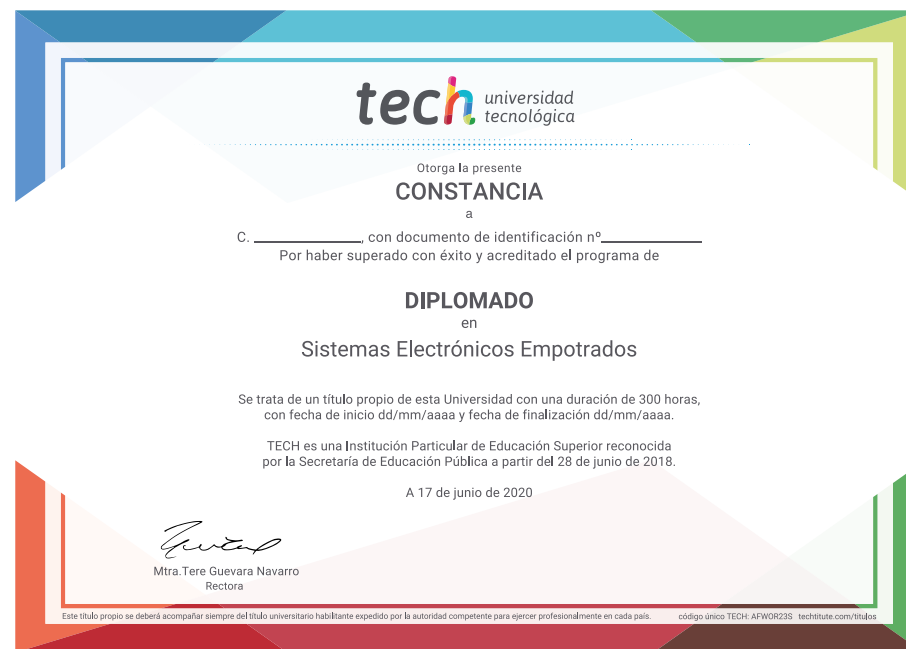 tech universidad
tecnológica
Otorga la presente
CONSTANCIA
a
C. ____________, con documento de identificación nº____________
Por haber superado con éxito y acreditado el programa de
DIPLOMADO
en
Sistemas Electrónicos Empotrados
Se trata de un título propio de esta Universidad con una duración de 300 horas,
con fecha de inicio dd/mm/aaaa y fecha de finalización dd/mm/aaaa.
TECH es una Institución Particular de Educación Superior reconocida
por la Secretaría de Educación Pública a partir del 28 de junio de 2018.
A 17 de junio de 2020
Mtra.Tere Guevara Navarro
Rectora
Este título propio se deberá acompañar siempre del título universitario habilitante expedido por la autoridad competente para ejercer profesionalmente en cada país. código único TECH: AFWOR23S techtitute.com/titulos